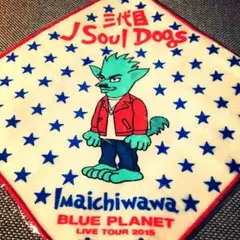 三代目
J Soul Dogs
Imaichiwawa
BLUE PLANET
LIVE TOUR 2015